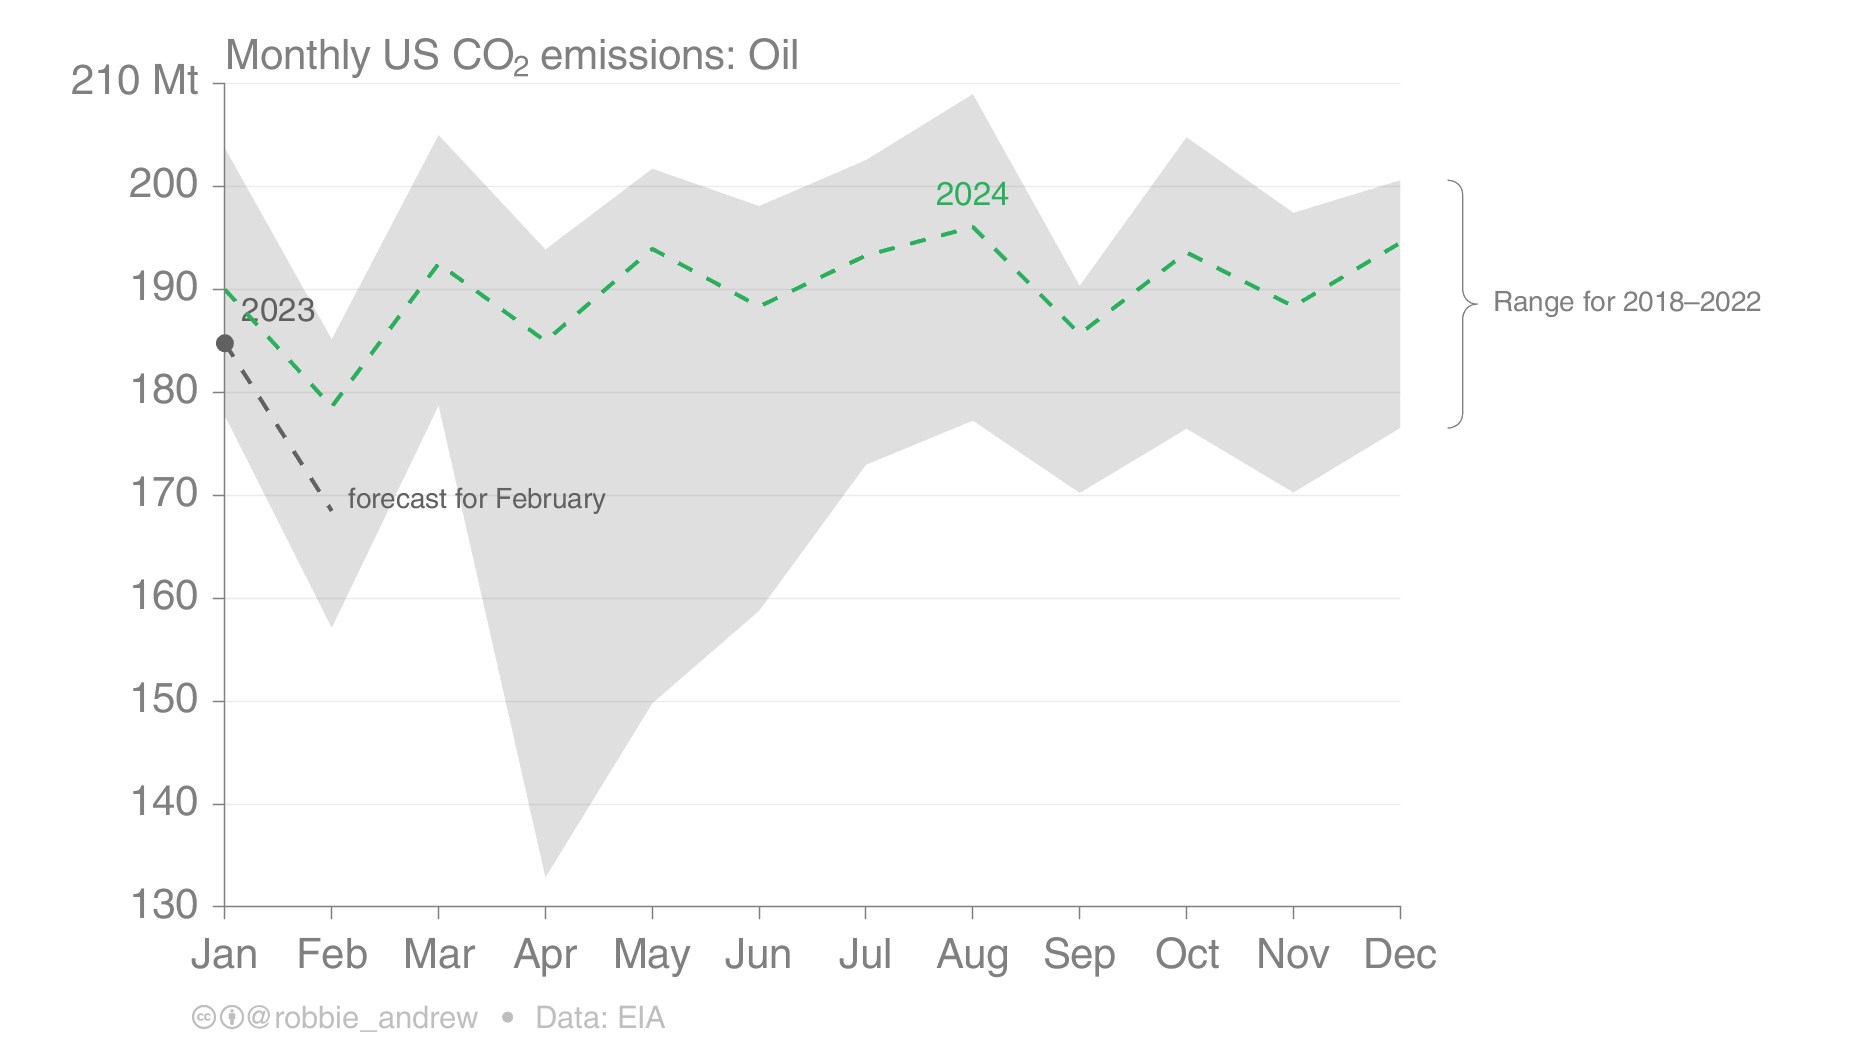 Monthly US CO₂ emissions: Oil
210 Mt
200
190
180
170
160
150
140
130
2024
2023
forecast for February
Range for 2018–2022
Jan Feb Mar Apr May Jun Jul Aug Sep Oct Nov Dec
cc @robbie_andrew • Data: EIA